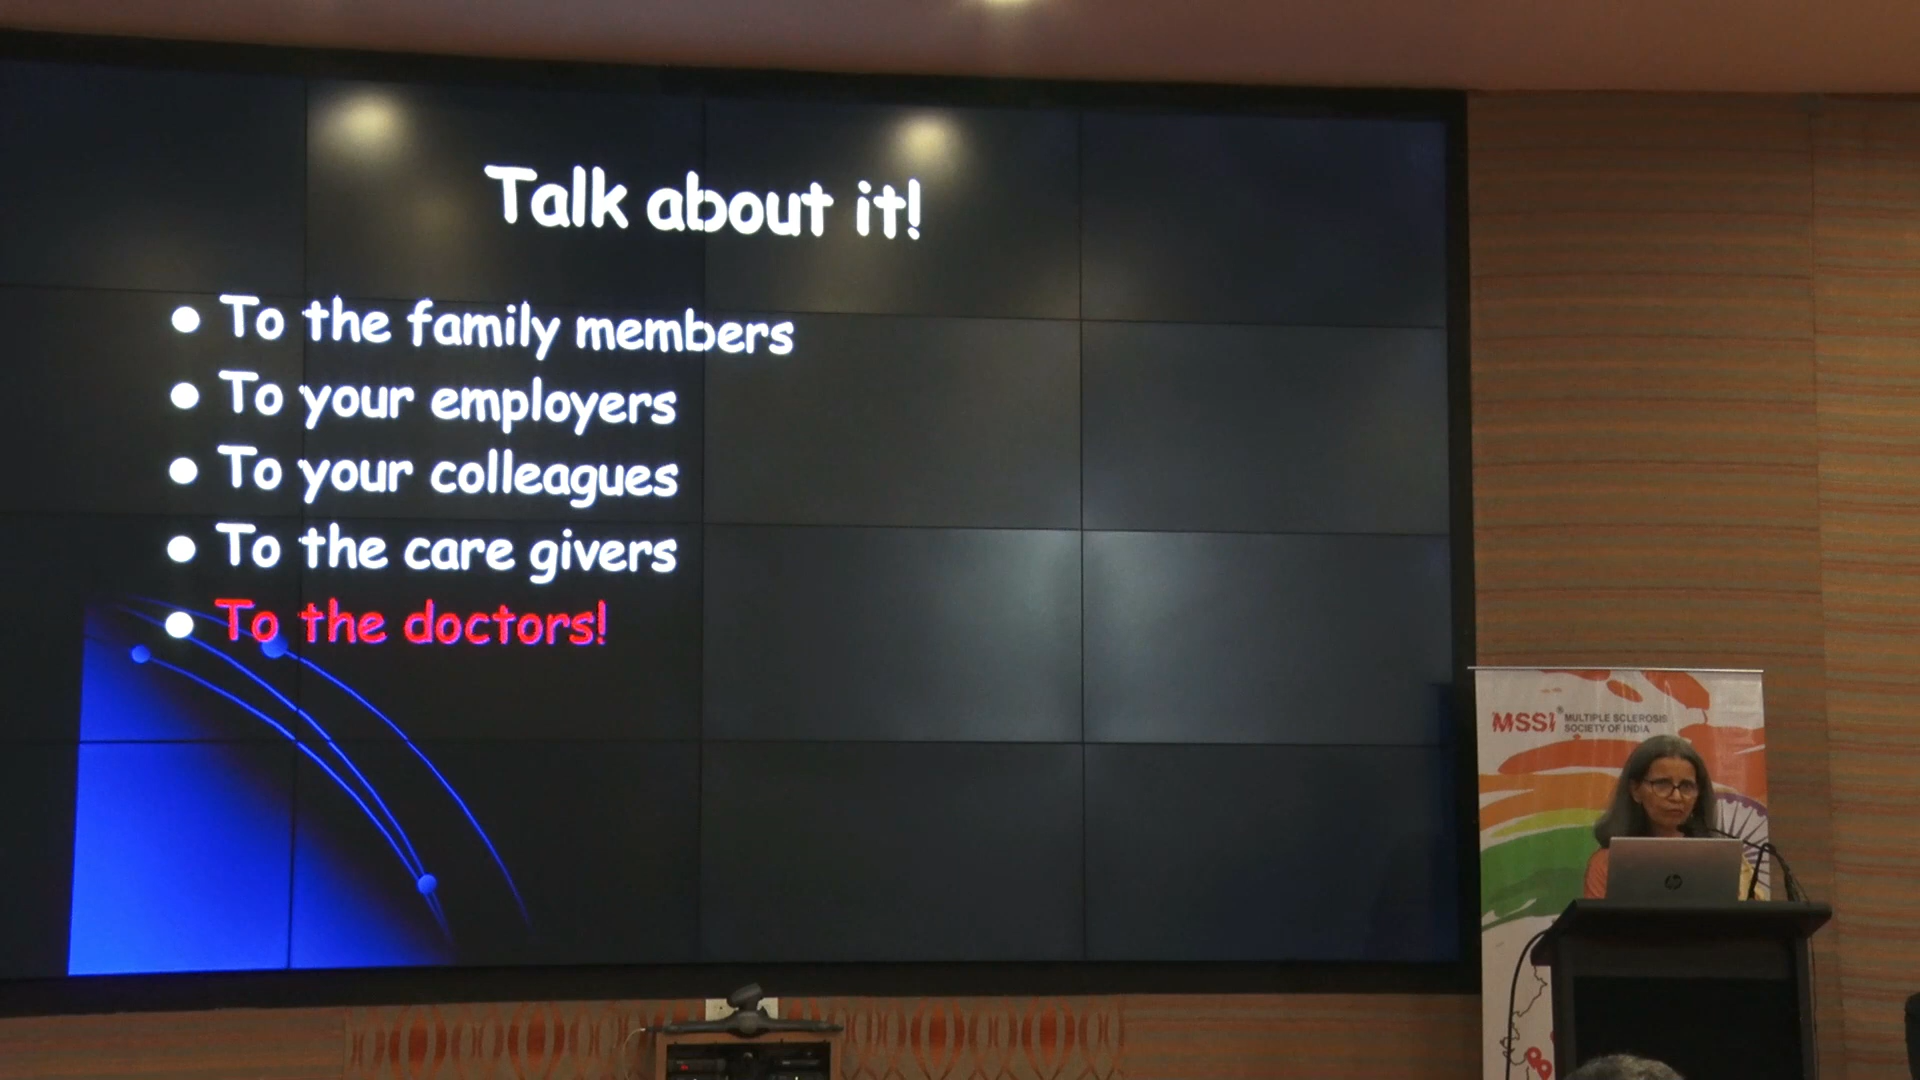 Talk about it!
• To the family members
• To your employers
• To your colleagues
• To the care givers
• To the doctors!
MSSI® MULTIPLE SCLEROSIS
SOCIETY OF INDIA
hp